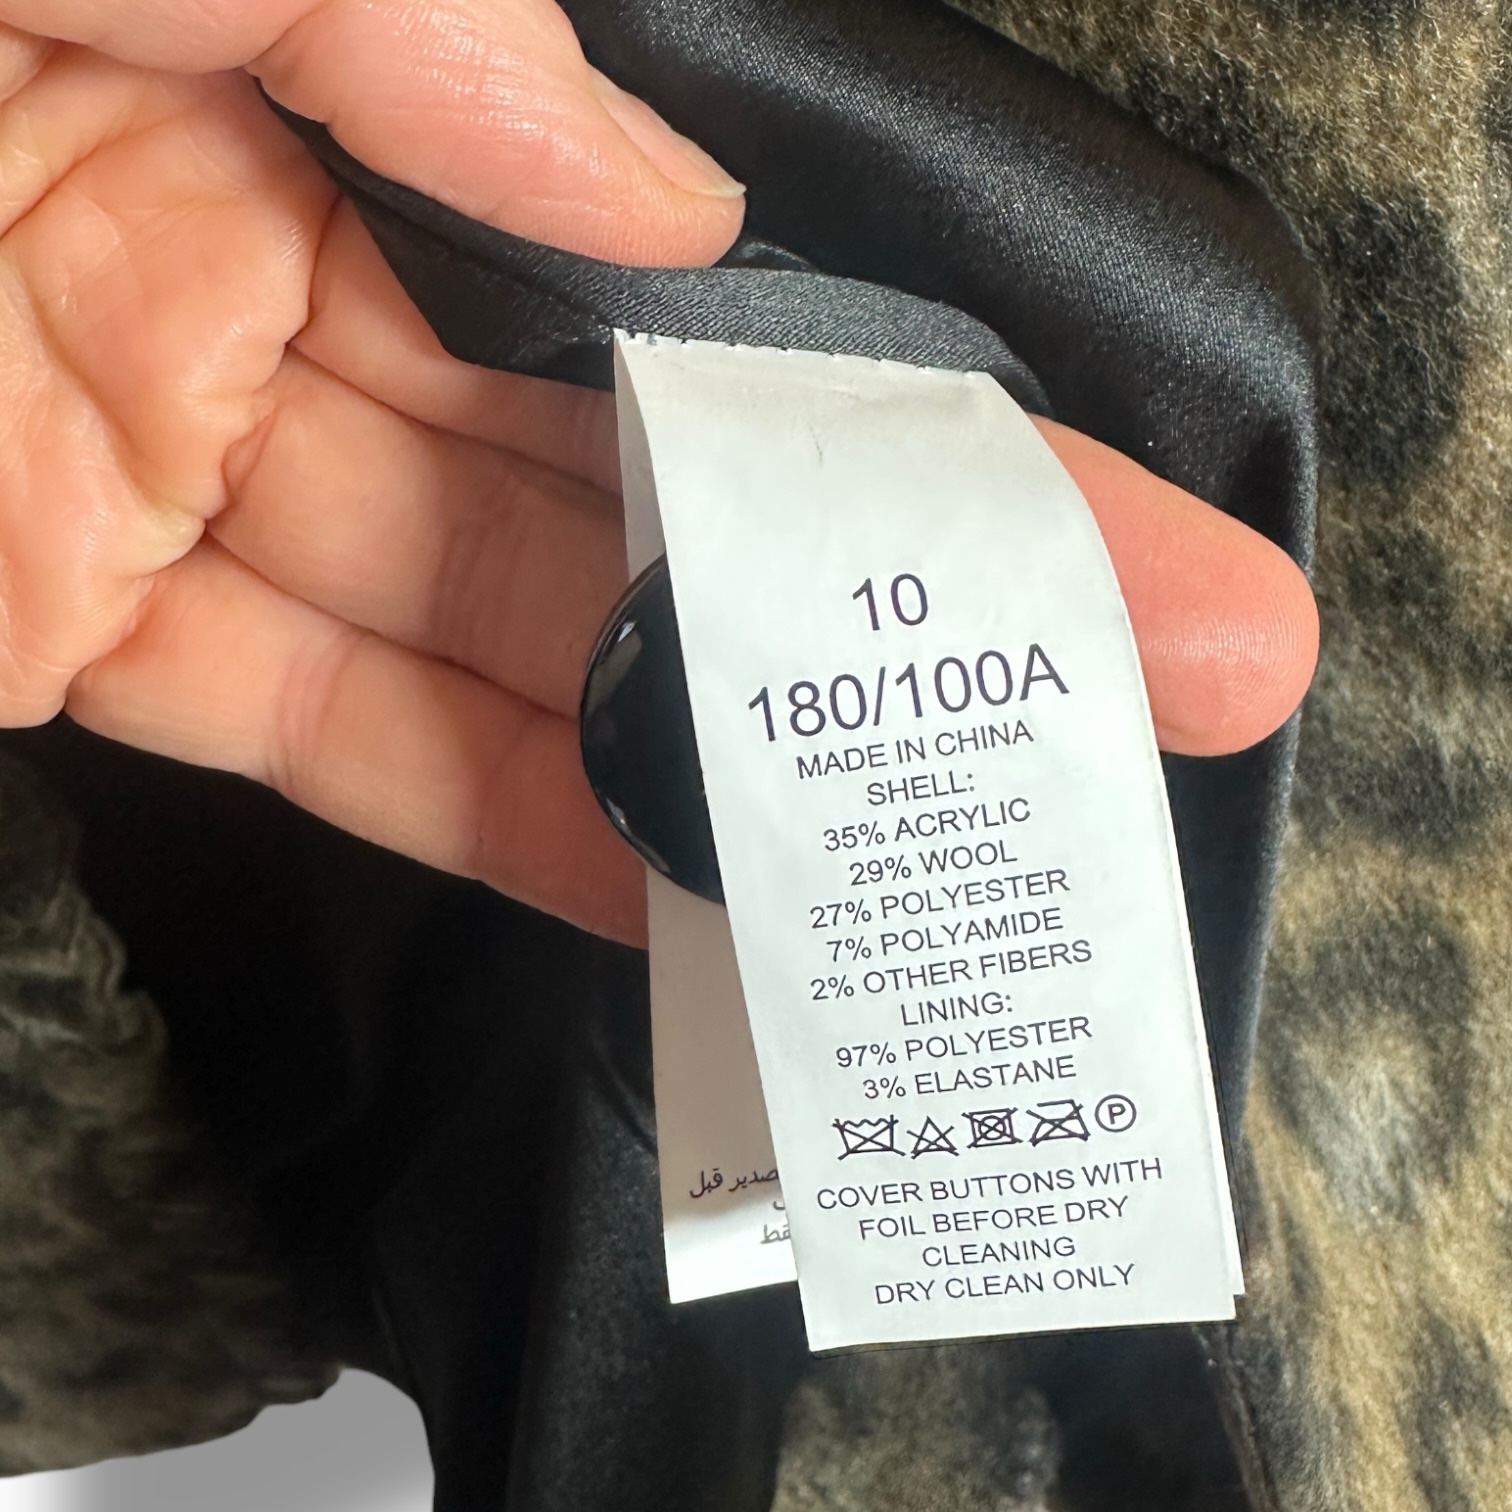 10
180/100A
MADE IN CHINA
SHELL:
35% ACRYLIC
29% WOOL
27% POLYESTER
7% POLYAMIDE
2% OTHER FIBERS
LINING:
97% POLYESTER
3% ELASTANE
P
COVER BUTTONS WITH
FOIL BEFORE DRY
CLEANING
DRY CLEAN ONLY
قبل